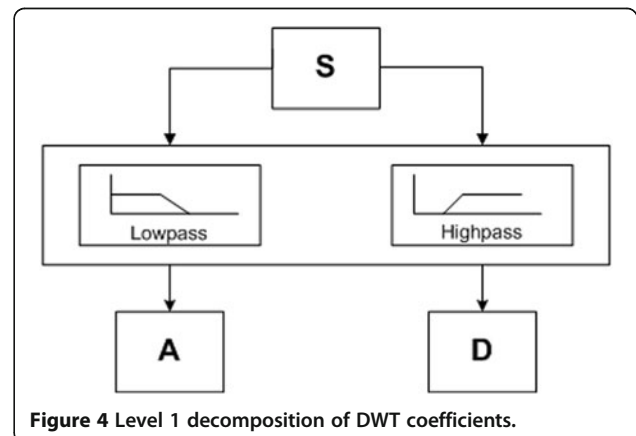 S
Lowpass
Highpass
A
D
Figure 4 Level 1 decomposition of DWT coefficients.